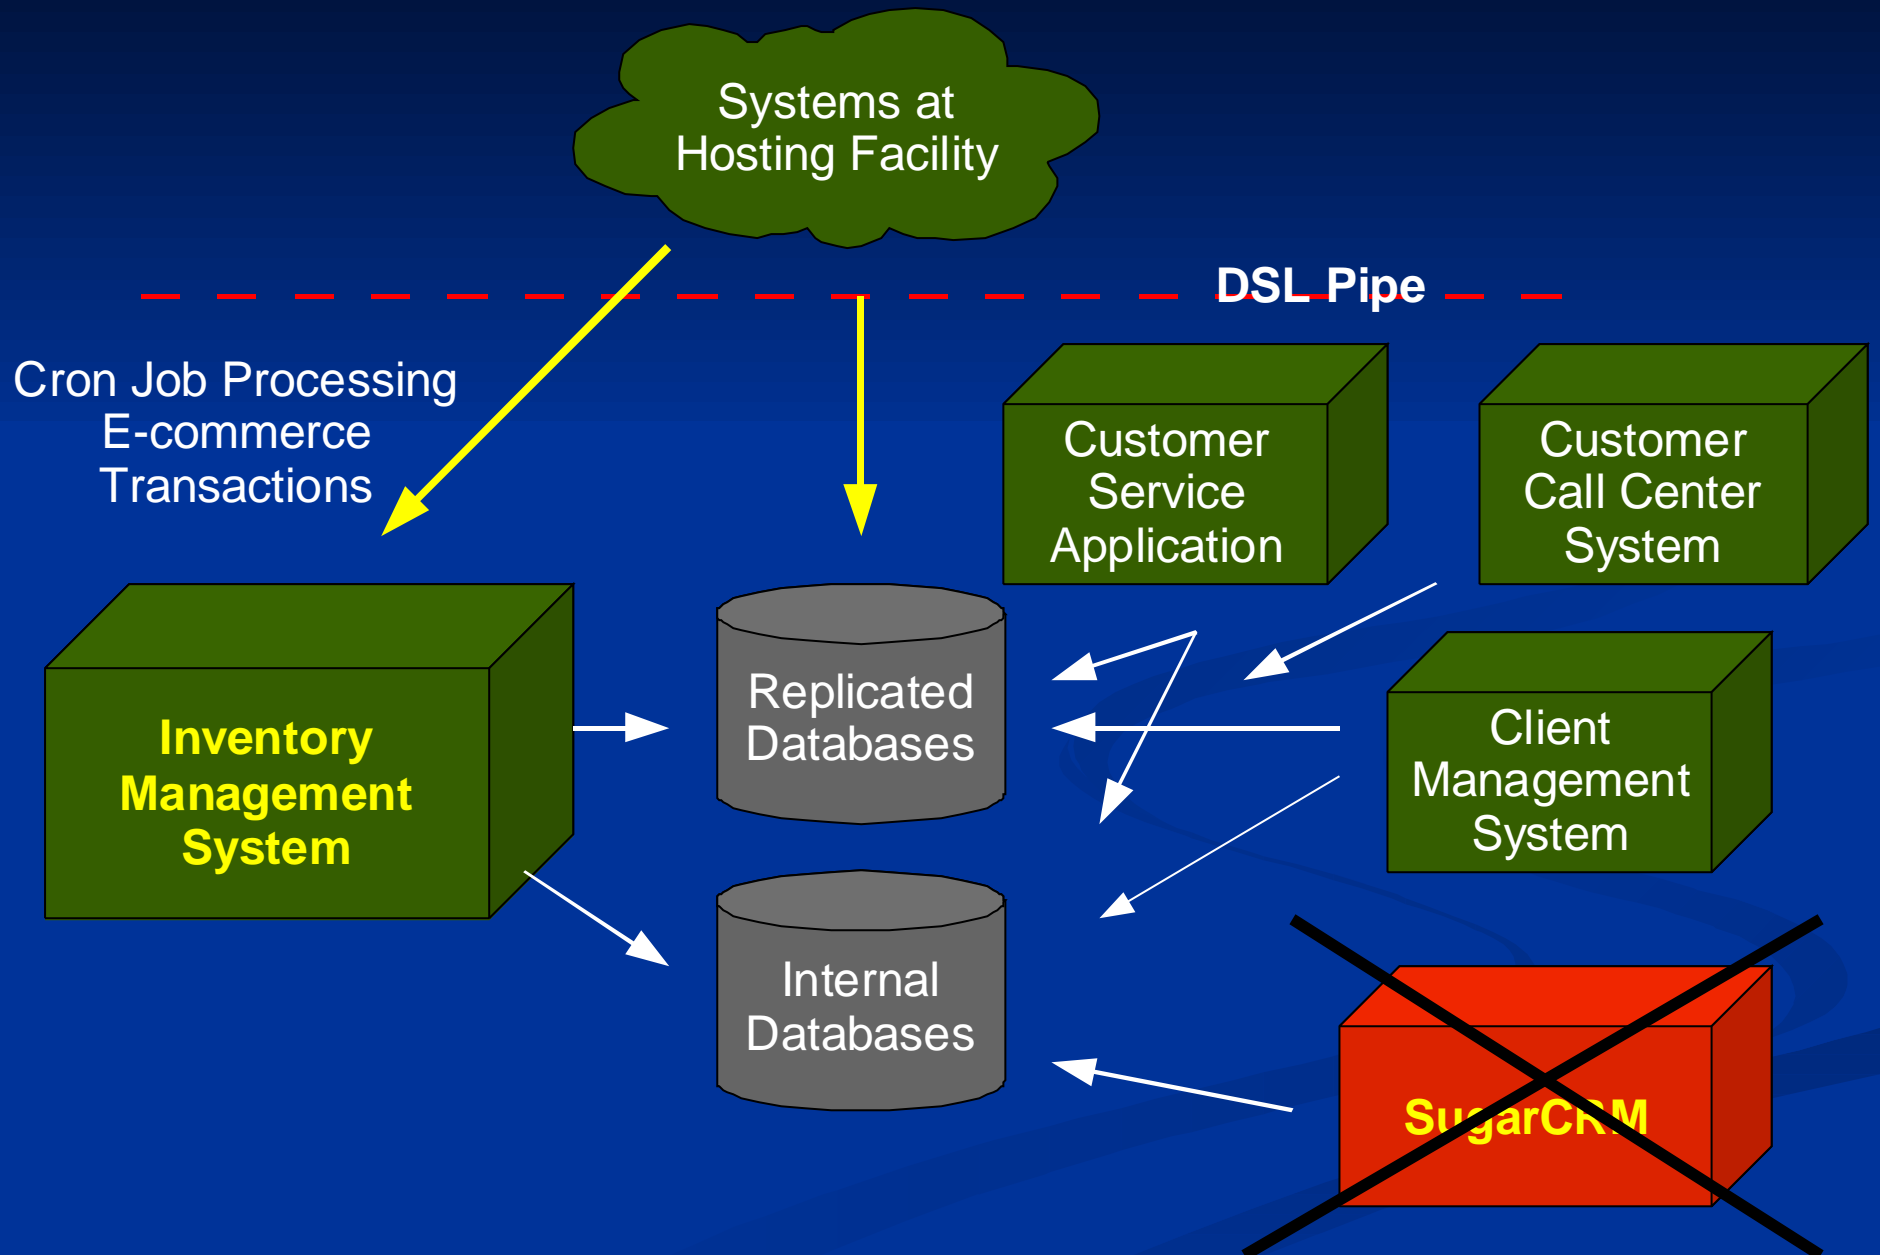 Systems at
Hosting Facility
DSL Pipe
Cron Job Processing
E-commerce
Transactions
Customer
Service
Application
Customer
Call Center
System
Inventory
Management
System
Replicated
Databases
Client
Management
System
Internal
Databases
SugarCRM